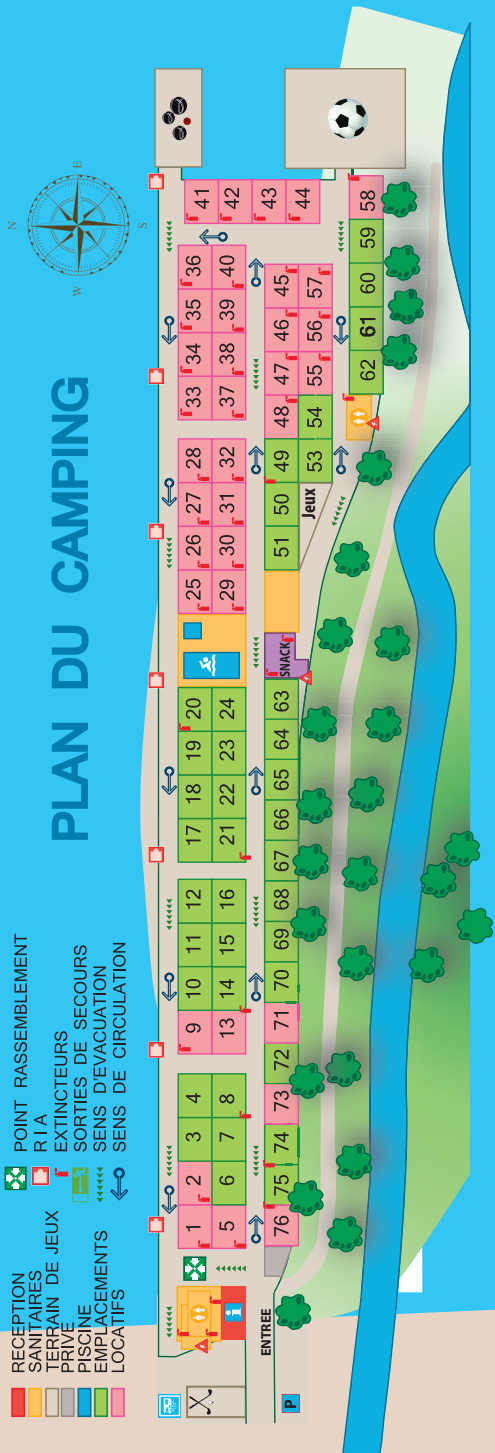 PLAN DU CAMPING
RECEPTION
SANITAIRES
TERRAIN DE JEUX
PRIVE
PISCINE
EMPLACEMENTS
LOCATIFS
POINT RASSEMBLEMENT
R I A
EXTINCTEURS
SORTIES DE SECOURS
SENS D'EVACUATION
SENS DE CIRCULATION
N
E
S
W
1 2 3 4 9 10 11 12 17 18 19 20 25 26 27 28 33 34 35 36 41
5 6 7 8 13 14 15 16 21 22 23 24 29 30 31 32 37 38 39 40 42
43
44
76 75 74 73 72 71 70 69 68 67 66 65 64 63 SNACK 51 50 49 48 47 46 45
Jeux 53 54 55 56 57
62 61 60 59 58
i
ENTREE
P